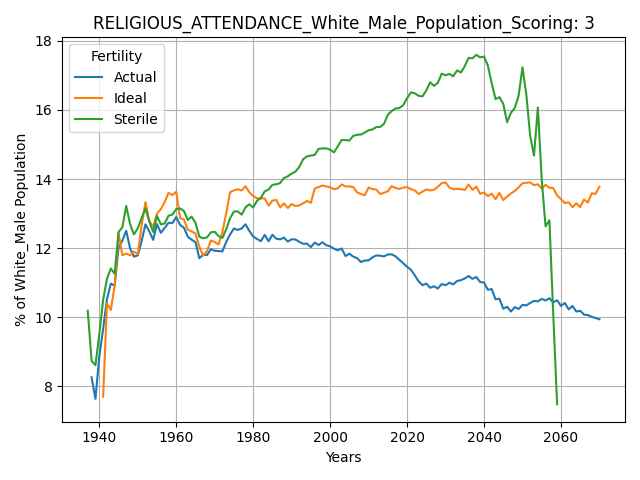 RELIGIOUS_ATTENDANCE_White_Male_Population_Scoring: 3
18
16
14
12
10
8
% of White_Male Population
Fertility
Actual
Ideal
Sterile
1940 1960 1980 2000 2020 2040 2060
Years